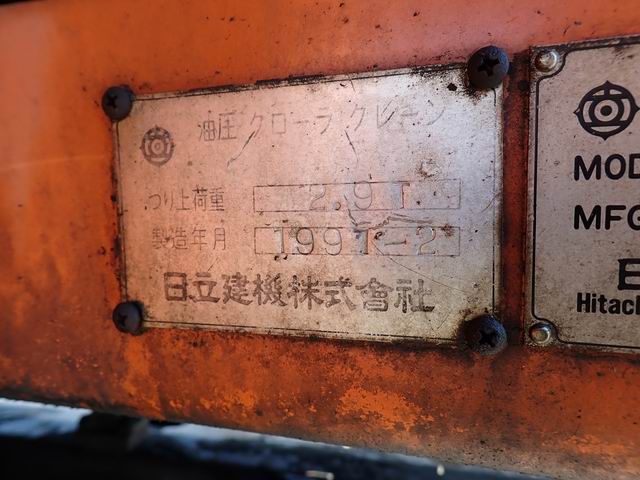 油圧クローラクレーン
つり上荷重 2.9T
製造年月 1991-2
日立建機株式會社
MOD
MFG
E
Hitach